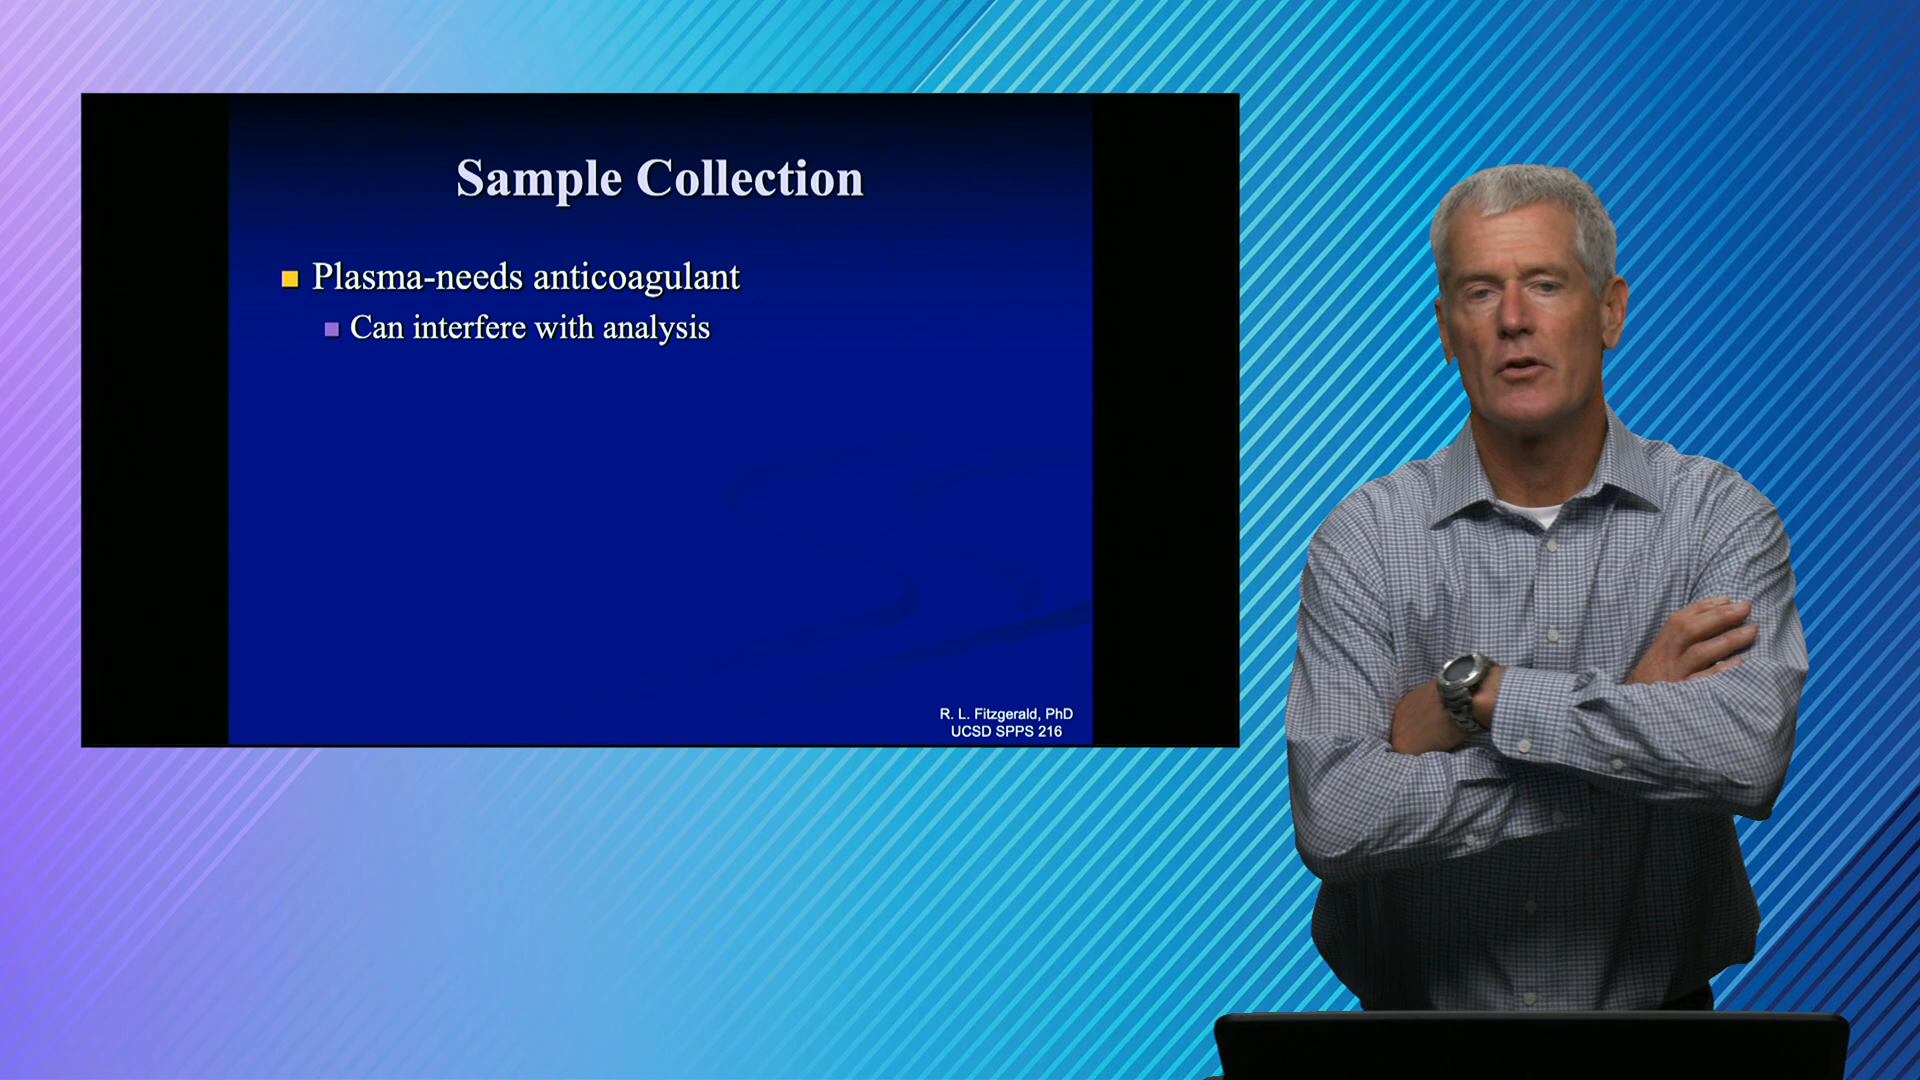 Sample Collection
Plasma-needs anticoagulant
Can interfere with analysis
R. L. Fitzgerald, PhD
UCSD SPPS 216